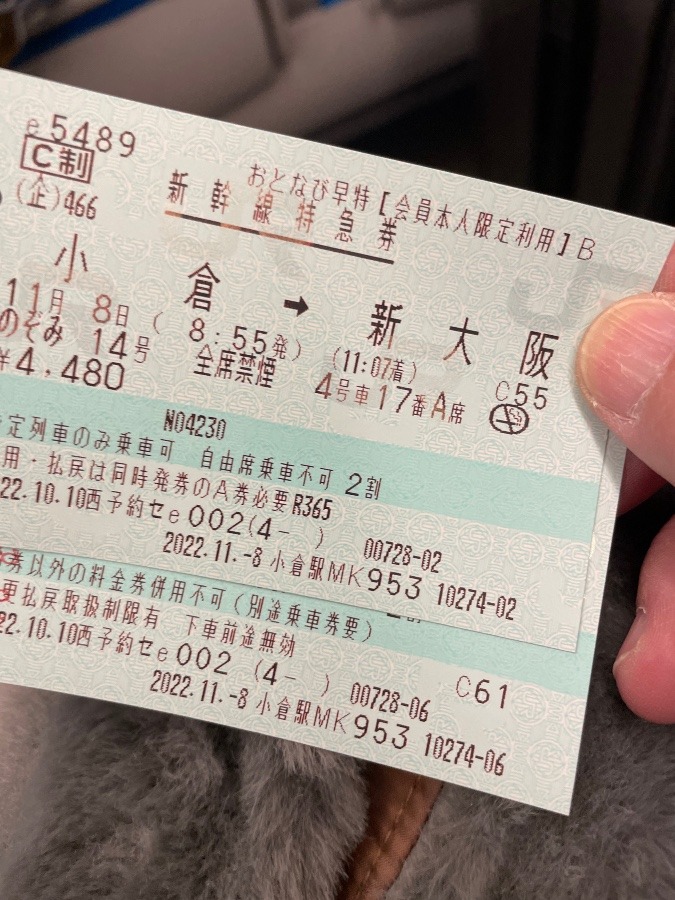 e5489
C制
(企)466
おとなび早特【会員本人限定利用】B
新幹線特急券
小倉 → 新大阪
11月 8日 ( 8:55発) (11:07着) C55
のぞみ 14号 全席禁煙 4号車17番A席
¥4,480
N04230
定列車のみ乗車可 自由席乗車不可 2割
用・払戻は同時発券のA券必要R365
22.10.10西予約セe002(4- )
00728-02
2022.11.-8 小倉駅MK953 10274-02
券以外の料金券併用不可(別途乗車券要)
更払戻取扱制限有 下車前途無効
22.10.10西予約セe002 (4- ) 00728-06
C61
2022.11.-8 小倉駅MK953 10274-06